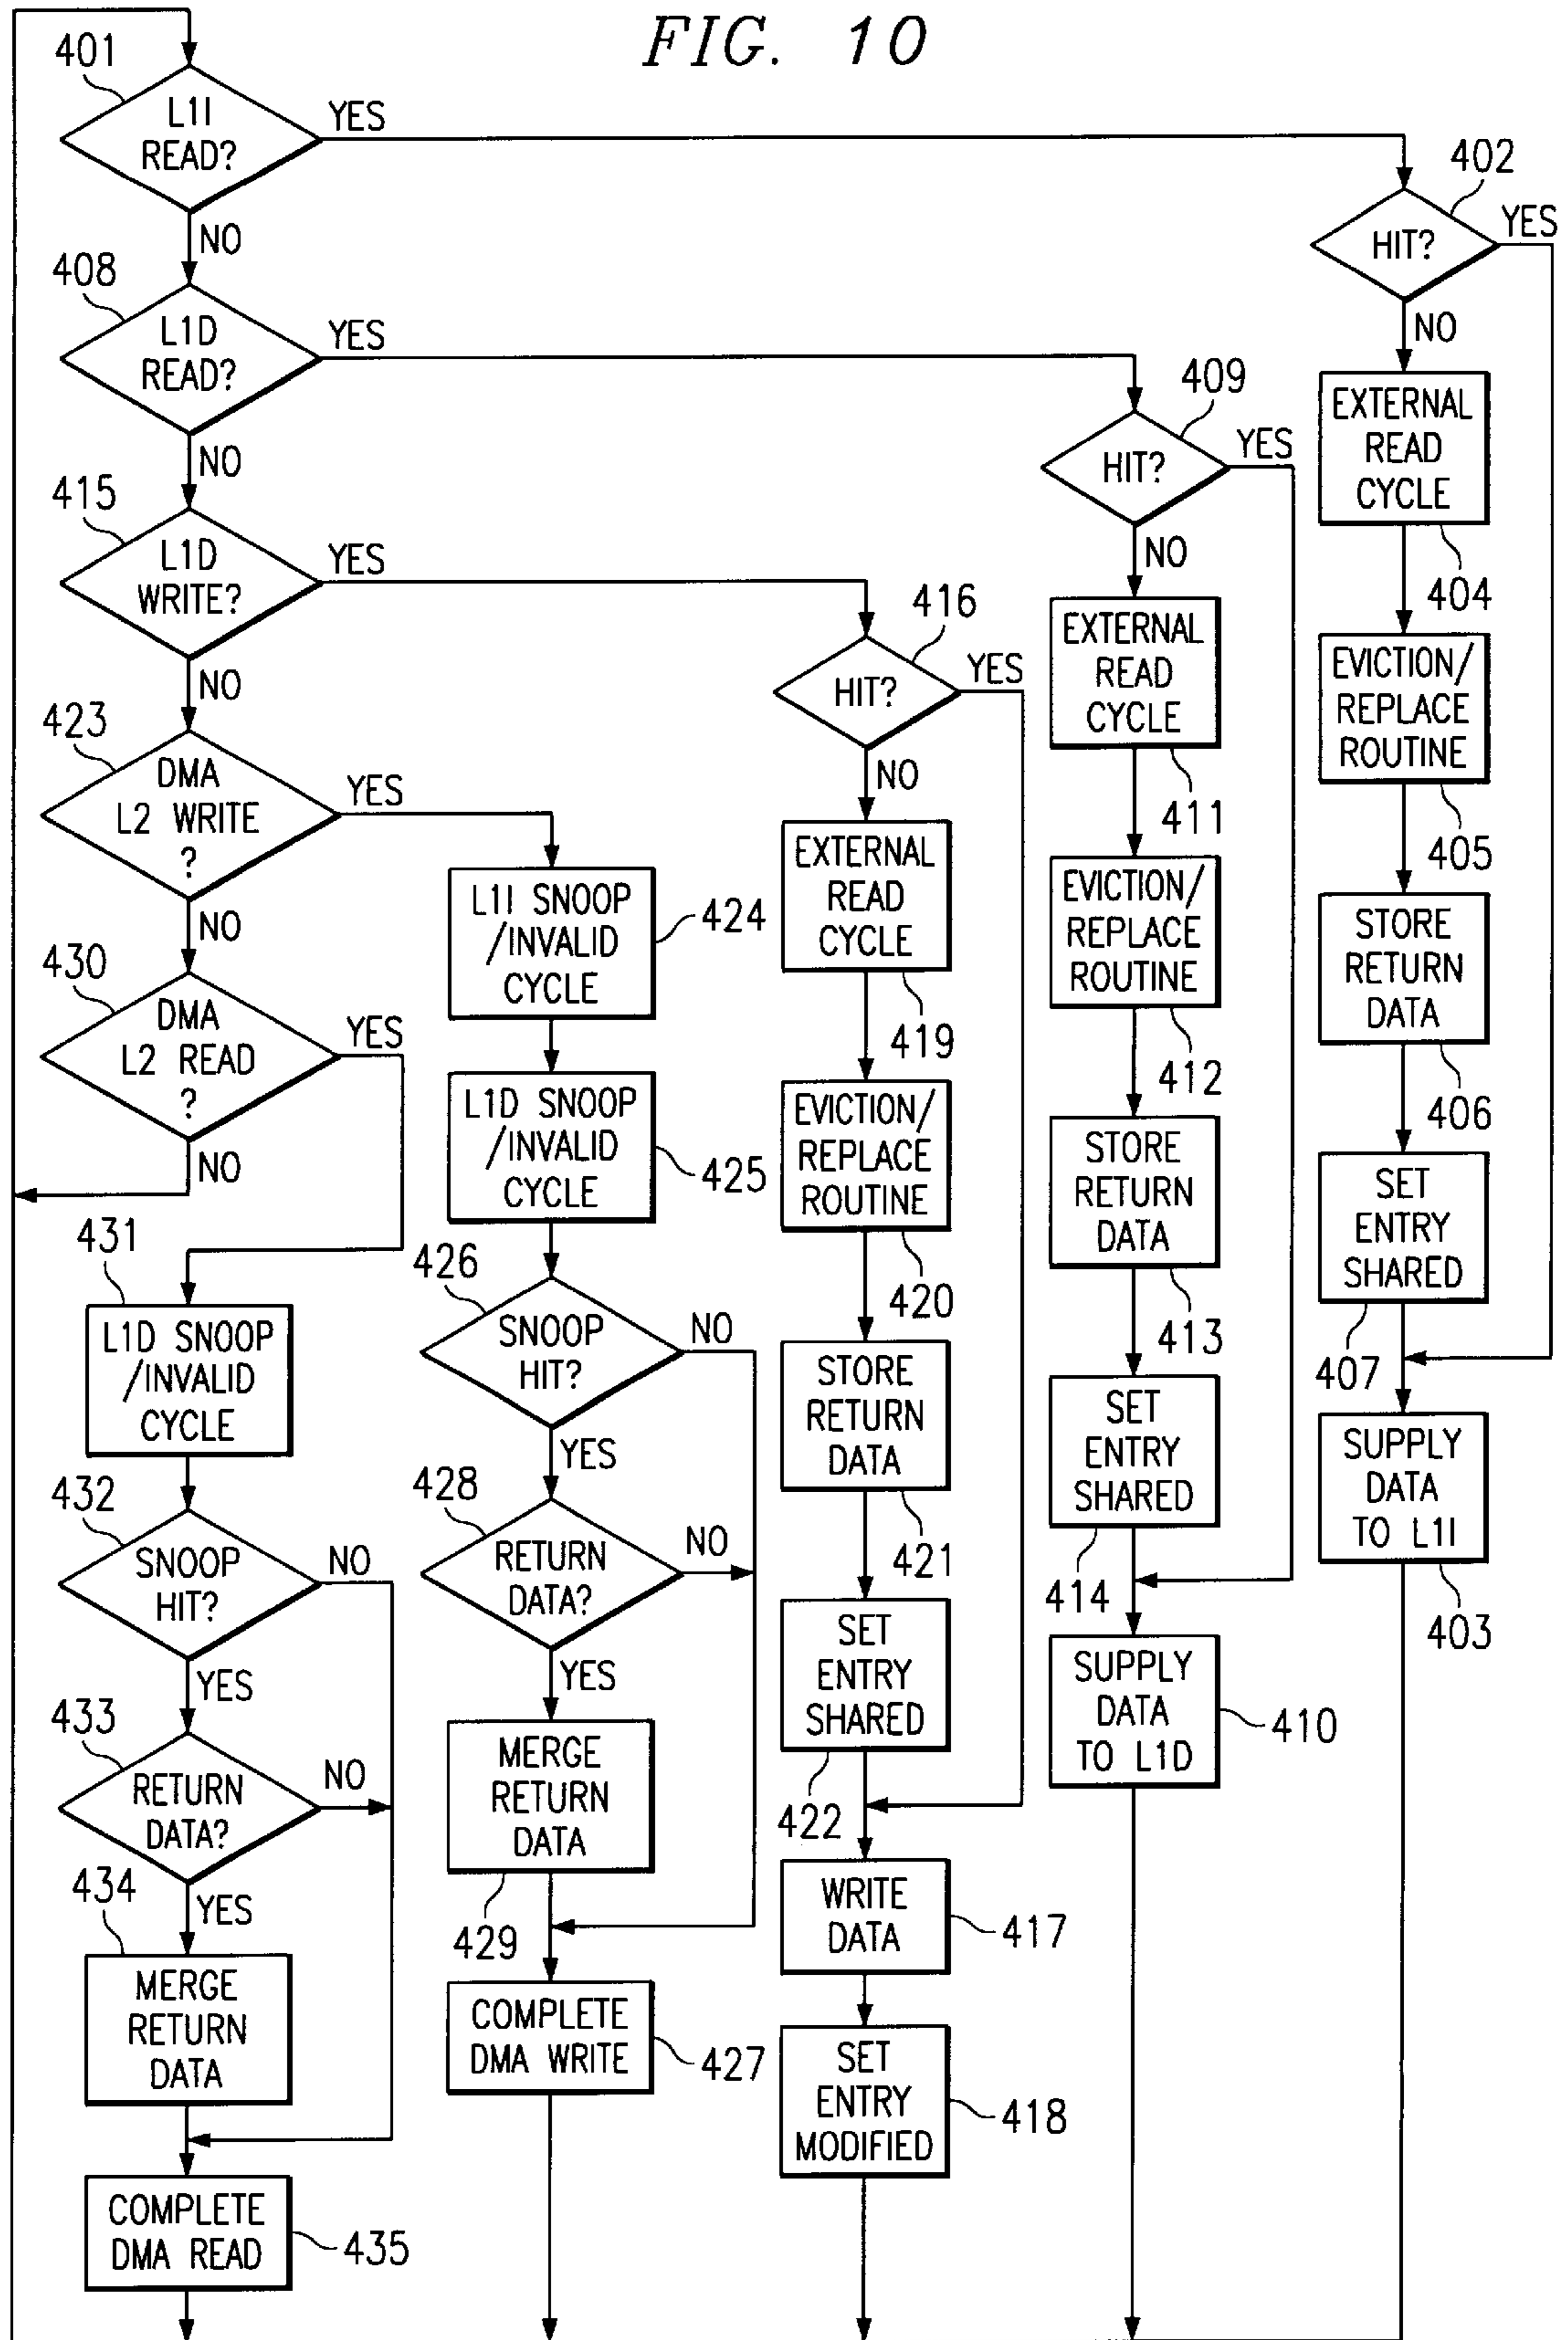 FIG. 10
401
L1I
READ?
YES
NO
402
HIT?
YES
NO
EXTERNAL
READ
CYCLE
404
EVICTION/
REPLACE
ROUTINE
405
STORE
RETURN
DATA
406
SET
ENTRY
SHARED
407
SUPPLY
DATA
TO L1I
403
408
L1D
READ?
YES
NO
409
HIT?
YES
NO
EXTERNAL
READ
CYCLE
411
EVICTION/
REPLACE
ROUTINE
412
STORE
RETURN
DATA
413
SET
ENTRY
SHARED
414
SUPPLY
DATA
TO L1D
410
415
L1D
WRITE?
YES
NO
416
HIT?
YES
NO
EXTERNAL
READ
CYCLE
419
EVICTION/
REPLACE
ROUTINE
420
STORE
RETURN
DATA
421
SET
ENTRY
SHARED
422
WRITE
DATA
417
SET
ENTRY
MODIFIED
418
423
DMA
L2 WRITE
?
YES
NO
L1I SNOOP
/INVALID
CYCLE
424
L1D SNOOP
/INVALID
CYCLE
425
426
SNOOP
HIT?
NO
YES
428
RETURN
DATA?
NO
YES
MERGE
RETURN
DATA
429
COMPLETE
DMA WRITE
427
430
DMA
L2 READ
?
YES
NO
431
L1D SNOOP
/INVALID
CYCLE
432
SNOOP
HIT?
NO
YES
433
RETURN
DATA?
NO
YES
434
MERGE
RETURN
DATA
COMPLETE
DMA READ
435